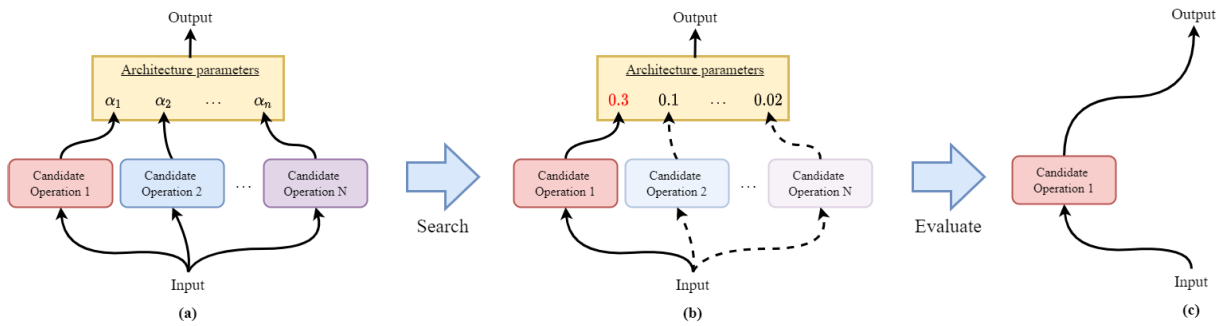 Output
Architecture parameters
α₁ α₂ ... αₙ
Candidate
Operation 1
Candidate
Operation 2
...
Candidate
Operation N
Input
(a)
Search
Output
Architecture parameters
0.3 0.1 ... 0.02
Candidate
Operation 1
Candidate
Operation 2
...
Candidate
Operation N
Input
(b)
Evaluate
Output
Candidate
Operation 1
Input
(c)